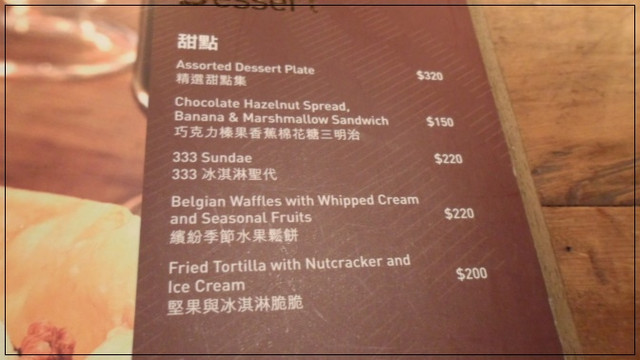 Dessert
甜點
Assorted Dessert Plate $320
精選甜點集
Chocolate Hazelnut Spread,
Banana & Marshmallow Sandwich $150
巧克力榛果香蕉棉花糖三明治
333 Sundae $220
333 冰淇淋聖代
Belgian Waffles with Whipped Cream
and Seasonal Fruits $220
繽紛季節水果鬆餅
Fried Tortilla with Nutcracker and
Ice Cream $200
堅果與冰淇淋脆脆